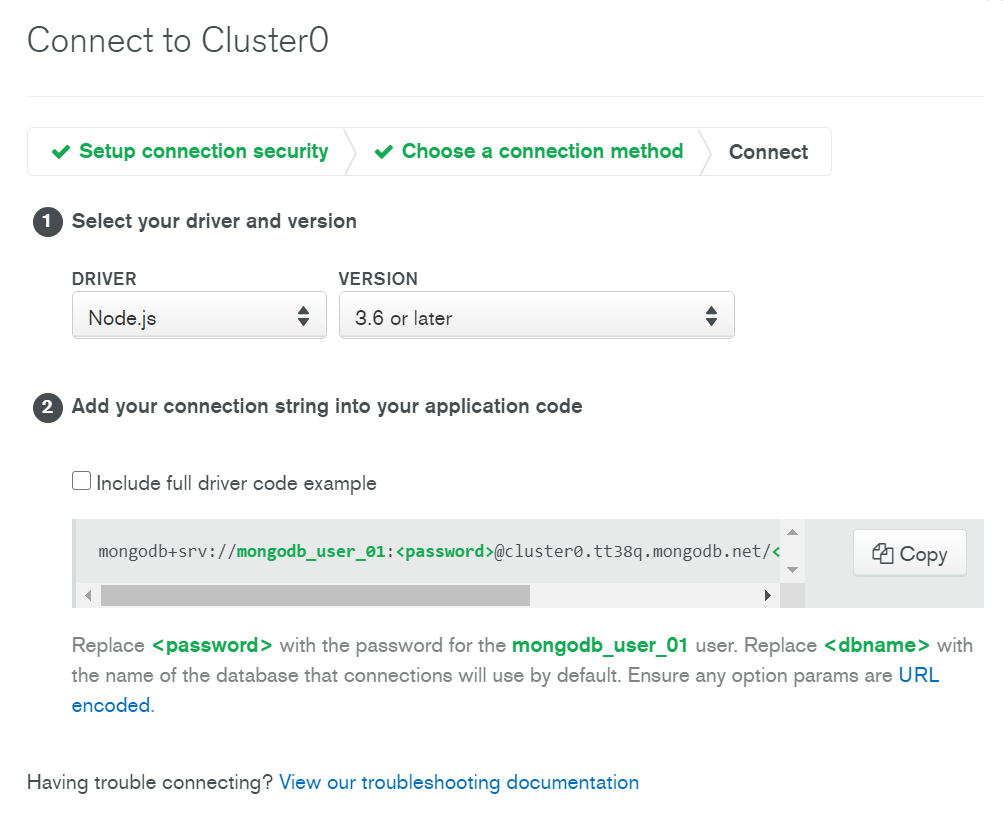 Connect to Cluster0
Setup connection security
Choose a connection method
Connect
1 Select your driver and version
DRIVER
VERSION
Node.js
3.6 or later
2 Add your connection string into your application code
Include full driver code example
mongodb+srv://mongodb_user_01:<password>@cluster0.tt38q.mongodb.net/<
Copy
Replace <password> with the password for the mongodb_user_01 user. Replace <dbname> with
the name of the database that connections will use by default. Ensure any option params are URL
encoded.
Having trouble connecting? View our troubleshooting documentation